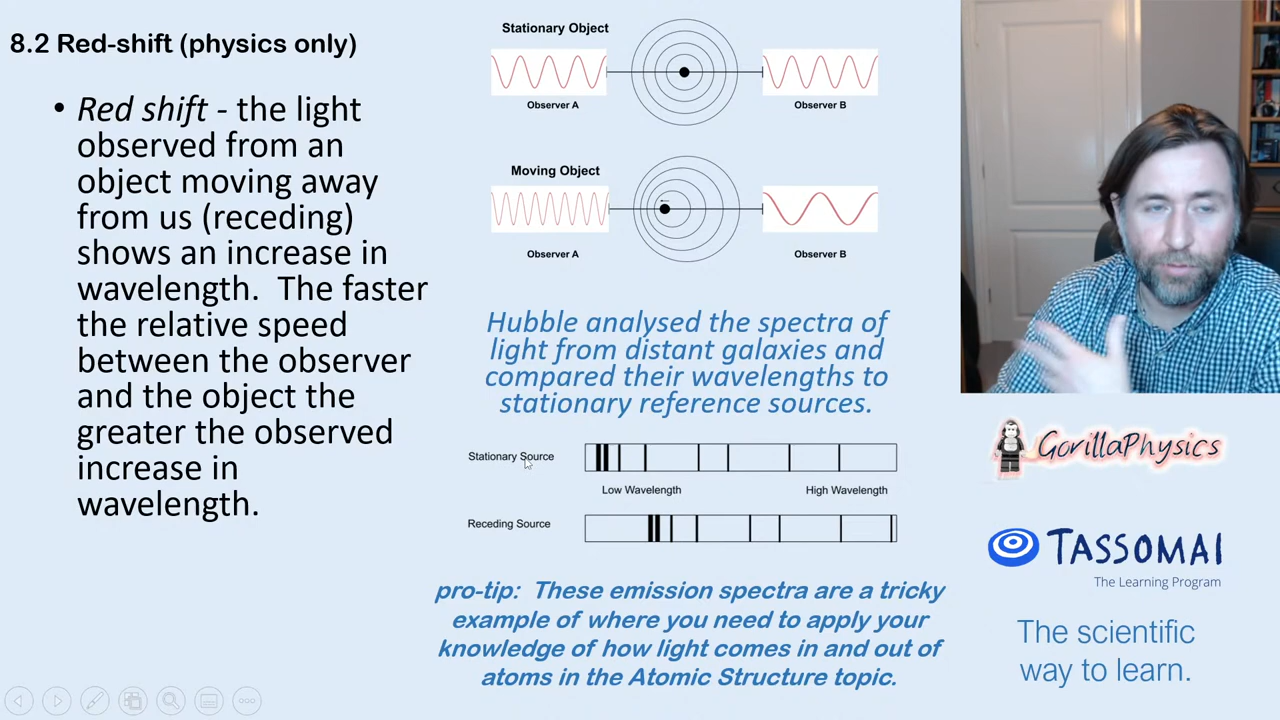 8.2 Red-shift (physics only)
• Red shift - the light
observed from an
object moving away
from us (receding)
shows an increase in
wavelength.  The faster
the relative speed
between the observer
and the object the
greater the observed
increase in
wavelength.
Stationary Object
Observer A
Observer B
Moving Object
Observer A
Observer B
Hubble analysed the spectra of
light from distant galaxies and
compared their wavelengths to
stationary reference sources.
Stationary Source
Low Wavelength
High Wavelength
Receding Source
pro-tip:  These emission spectra are a tricky
example of where you need to apply your
knowledge of how light comes in and out of
atoms in the Atomic Structure topic.
GorillaPhysics
TASSOMAI
The Learning Program
The scientific
way to learn.